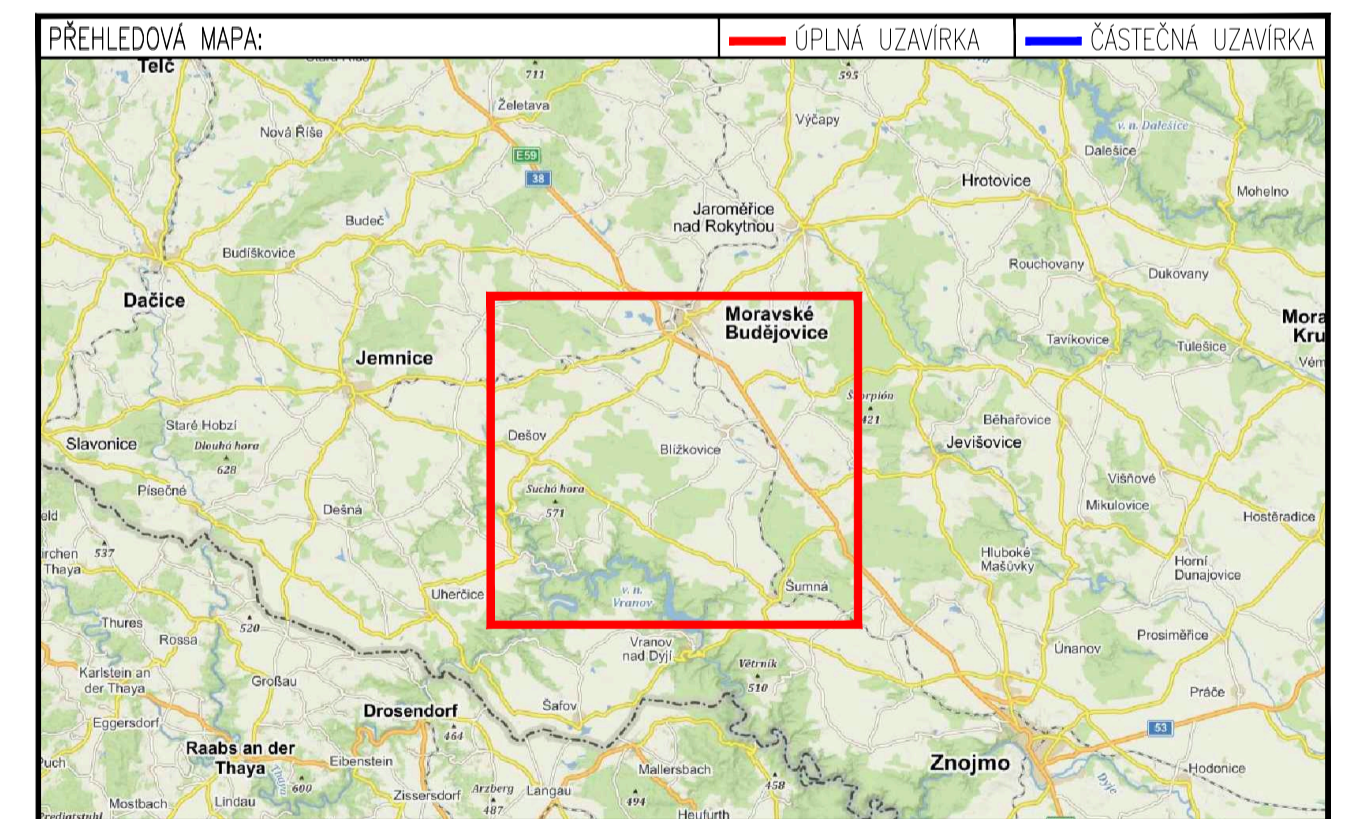 PŘEHLEDOVÁ MAPA:
ÚPLNÁ UZAVÍRKA
ČÁSTEČNÁ UZAVÍRKA
Telč
711
595
Želetava
Výčapy
Nová Říše
v. n. Dalešice
Dalešice
E59
38
Hrotovice
Mohelno
Jaroměřice
nad Rokytnou
Budeč
Budíškovice
Rouchovany
Dukovany
Dačice
Moravské
Budějovice
Mora
Kru
Tavíkovice
Tulešice
Vém
Jemnice
421
Běhařovice
Staré Hobzí
Slavonice
Dlouhá hora
628
Dešov
Blížkovice
Jevišovice
Písečné
Suchá hora
571
Višňové
Mikulovice
Dešná
Hostěradice
eld
irchen
Thaya
537
Hluboké
Mašůvky
Horní
Dunajovice
Uherčice
v. n.
Vranov
Šumná
Thures
Rossa
520
Vranov
nad Dyjí
Únanov
Prosiměřice
Karlstein an
der Thaya
Großau
Větrník
510
Práče
Eggersdorf
Drosendorf
464
Šafov
53
Raabs an der
Thaya
Eibenstein
Znojmo
uch
Mallersbach
Hodonice
Thaya
600
Zissersdorf
Arzberg
487
Langau
494
458
Dyje
Mostbach
Lindau
Heufurth